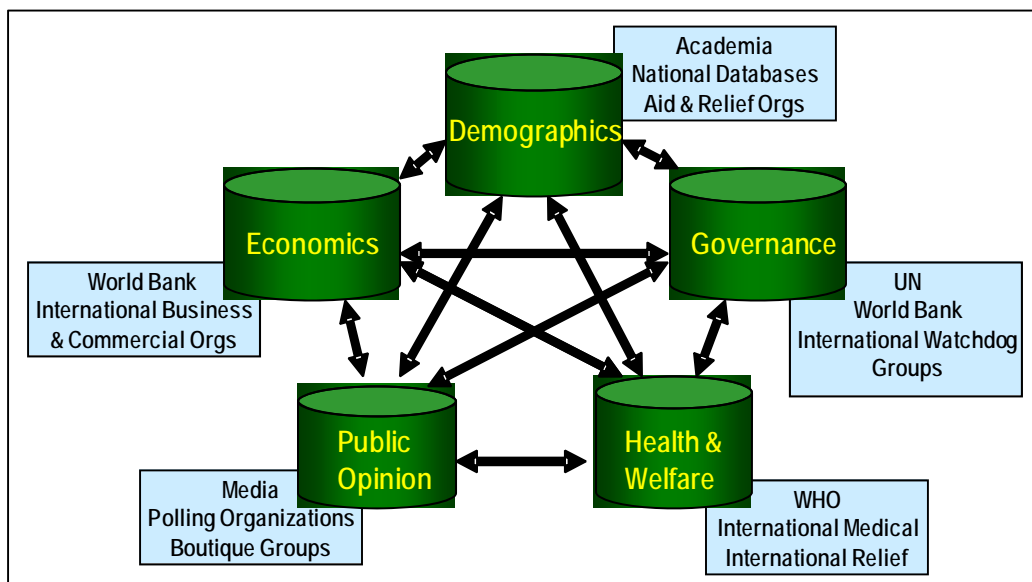 Academia
National Databases
Aid & Relief Orgs
Demographics
Economics
Governance
World Bank
International Business
& Commercial Orgs
UN
World Bank
International Watchdog
Groups
Public
Opinion
Health &
Welfare
Media
Polling Organizations
Boutique Groups
WHO
International Medical
International Relief